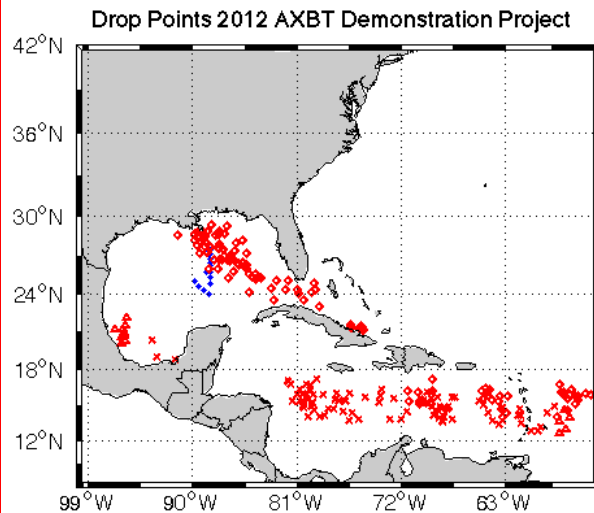 Drop Points 2012 AXBT Demonstration Project
42°N
36°N
30°N
24°N
18°N
12°N
99°W 90°W 81°W 72°W 63°W